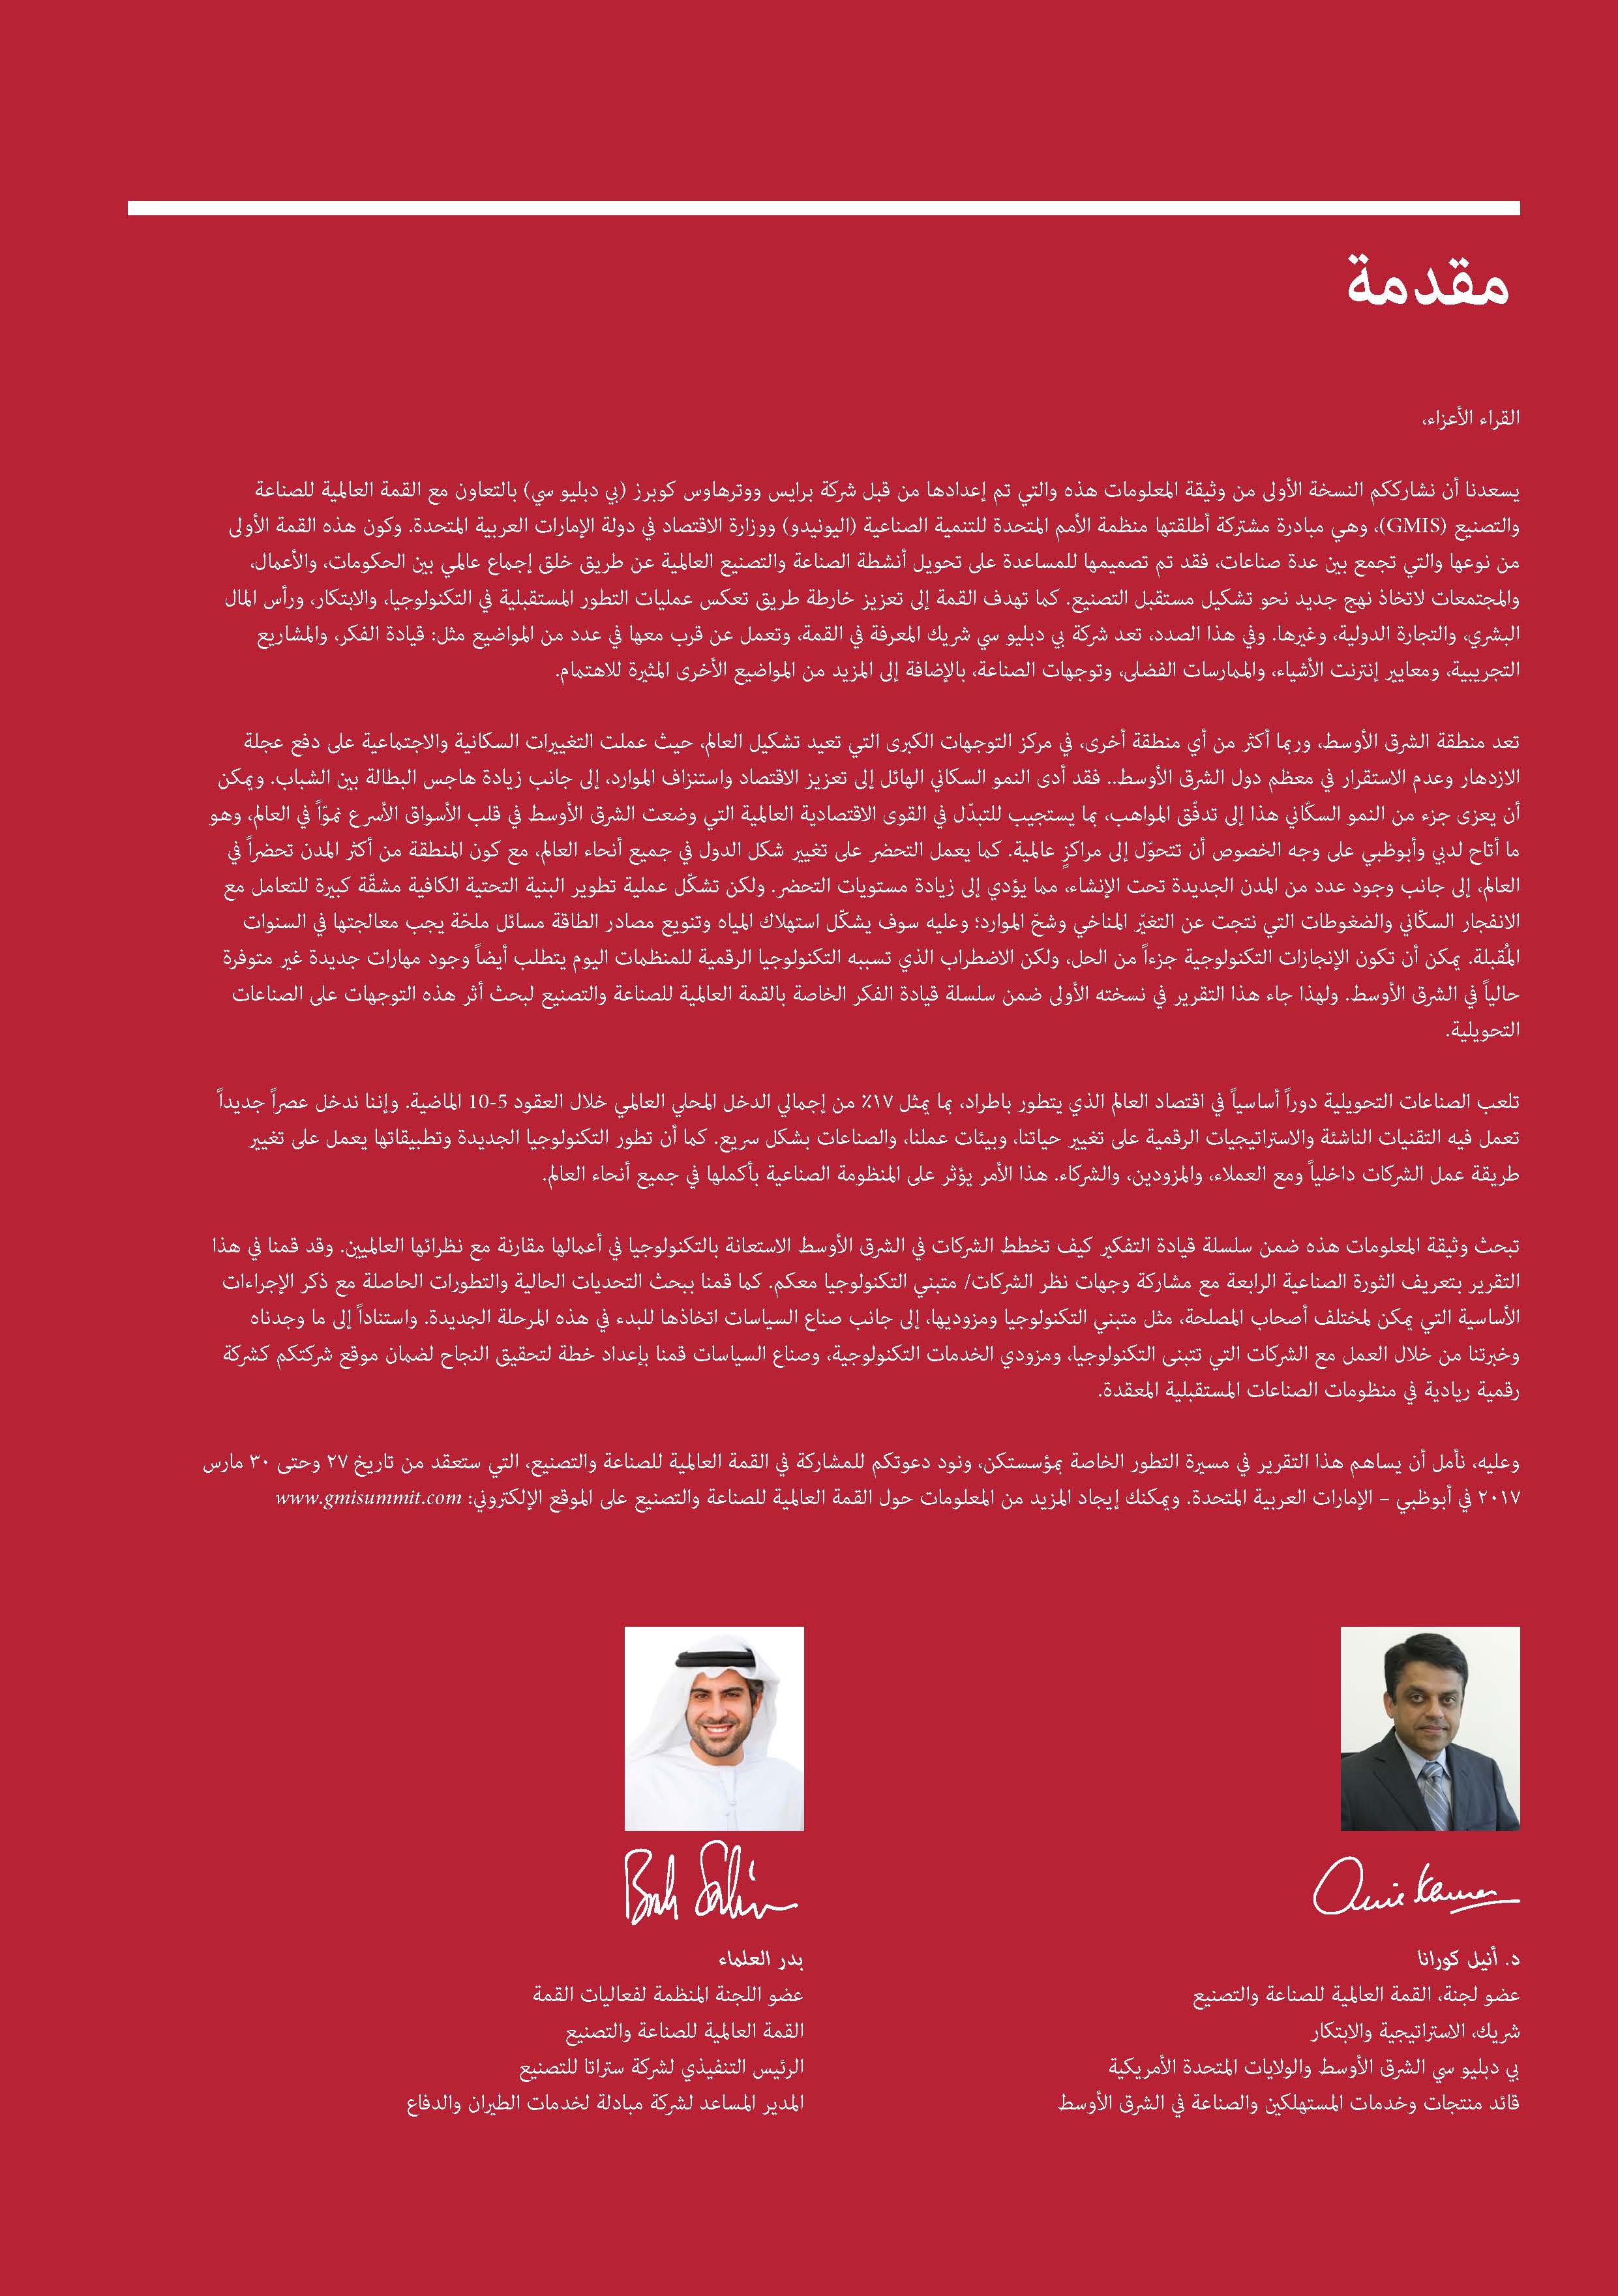 مقدمة
القراء الأعزاء،
يسعدنا أن نشارككم النسخة الأولى من وثيقة المعلومات هذه والتي تم إعدادها من قبل شركة برايس ووترهاوس كوبرز (بي دبليو سي) بالتعاون مع القمة العالمية للصناعة
والتصنيع (GMIS)، وهي مبادرة مشتركة أطلقتها منظمة الأمم المتحدة للتنمية الصناعية (اليونيدو) ووزارة الاقتصاد في دولة الإمارات العربية المتحدة. وكون هذه القمة الأولى
من نوعها والتي تجمع بين عدة صناعات، فقد تم تصميمها للمساعدة على تحويل أنشطة الصناعة والتصنيع العالمية عن طريق خلق إجماع عالمي بين الحكومات، والأعمال،
والمجتمعات لاتخاذ نهج جديد نحو تشكيل مستقبل التصنيع. كما تهدف القمة إلى تعزيز خارطة طريق تعكس عمليات التطور المستقبلية في التكنولوجيا، والابتكار، ورأس المال
البشري، والتجارة الدولية، وغيرها. وفي هذا الصدد، تعد شركة بي دبليو سي شريك المعرفة في القمة، وتعمل عن قرب معها في عدد من المواضيع مثل: قيادة الفكر، والمشاريع
التجريبية، ومعايير إنترنت الأشياء، والممارسات الفضلى، وتوجهات الصناعة، بالإضافة إلى المزيد من المواضيع الأخرى المثيرة للاهتمام.
تعد منطقة الشرق الأوسط، وربما أكثر من أي منطقة أخرى، في مركز التوجهات الكبرى التي تعيد تشكيل العالم، حيث عملت التغييرات السكانية والاجتماعية على دفع عجلة
الازدهار وعدم الاستقرار في معظم دول الشرق الأوسط.. فقد أدى النمو السكاني الهائل إلى تعزيز الاقتصاد واستنزاف الموارد، إلى جانب زيادة هاجس البطالة بين الشباب. ويمكن
أن يعزى جزء من النمو السكّاني هذا إلى تدفّق المواهب، بما يستجيب للتبدّل في القوى الاقتصادية العالمية التي وضعت الشرق الأوسط في قلب الأسواق الأسرع نموّاً في العالم، وهو
ما أتاح لدبي وأبوظبي على وجه الخصوص أن تتحوّل إلى مراكزٍ عالمية. كما يعمل التحضر على تغيير شكل الدول في جميع أنحاء العالم، مع كون المنطقة من أكثر المدن تحضراً في
العالم، إلى جانب وجود عدد من المدن الجديدة تحت الإنشاء، مما يؤدي إلى زيادة مستويات التحضر. ولكن تشكّل عملية تطوير البنية التحتية الكافية مشقّة كبيرة للتعامل مع
الانفجار السكّاني والضغوطات التي نتجت عن التغيّر المناخي وشحّ الموارد؛ وعليه سوف يشكّل استهلاك المياه وتنويع مصادر الطاقة مسائل ملحّة يجب معالجتها في السنوات
المُقبلة. يمكن أن تكون الإنجازات التكنولوجية جزءاً من الحل، ولكن الاضطراب الذي تسببه التكنولوجيا الرقمية للمنظمات اليوم يتطلب أيضاً وجود مهارات جديدة غير متوفرة
حالياً في الشرق الأوسط. ولهذا جاء هذا التقرير في نسخته الأولى ضمن سلسلة قيادة الفكر الخاصة بالقمة العالمية للصناعة والتصنيع لبحث أثر هذه التوجهات على الصناعات
التحويلية.
تلعب الصناعات التحويلية دوراً أساسياً في اقتصاد العالم الذي يتطور باطراد، بما يمثل ١٧٪ من إجمالي الدخل المحلي العالمي خلال العقود 5-10 الماضية. وإننا ندخل عصراً جديداً
تعمل فيه التقنيات الناشئة والاستراتيجيات الرقمية على تغيير حياتنا، وبيئات عملنا، والصناعات بشكل سريع. كما أن تطور التكنولوجيا الجديدة وتطبيقاتها يعمل على تغيير
طريقة عمل الشركات داخلياً ومع العملاء، والمزودين، والشركاء. هذا الأمر يؤثر على المنظومة الصناعية بأكملها في جميع أنحاء العالم.
تبحث وثيقة المعلومات هذه ضمن سلسلة قيادة التفكير كيف تخطط الشركات في الشرق الأوسط الاستعانة بالتكنولوجيا في أعمالها مقارنة مع نظرائها العالميين. وقد قمنا في هذا
التقرير بتعريف الثورة الصناعية الرابعة مع مشاركة وجهات نظر الشركات/ متبني التكنولوجيا معكم. كما قمنا ببحث التحديات الحالية والتطورات الحاصلة مع ذكر الإجراءات
الأساسية التي يمكن لمختلف أصحاب المصلحة، مثل متبني التكنولوجيا ومزوديها، إلى جانب صناع السياسات اتخاذها للبدء في هذه المرحلة الجديدة. واستناداً إلى ما وجدناه
وخبرتنا من خلال العمل مع الشركات التي تتبنى التكنولوجيا، ومزودي الخدمات التكنولوجية، وصناع السياسات قمنا بإعداد خطة لتحقيق النجاح لضمان موقع شركتكم كشركة
رقمية ريادية في منظومات الصناعات المستقبلية المعقدة.
وعليه، نأمل أن يساهم هذا التقرير في مسيرة التطور الخاصة بمؤسستكن، ونود دعوتكم للمشاركة في القمة العالمية للصناعة والتصنيع، التي ستعقد من تاريخ ٢٧ وحتى ٣٠ مارس
٢٠١٧ في أبوظبي – الإمارات العربية المتحدة. ويمكنك إيجاد المزيد من المعلومات حول القمة العالمية للصناعة والتصنيع على الموقع الإلكتروني: www.gmisummit.com
د. أنيل كورانا
عضو لجنة، القمة العالمية للصناعة والتصنيع
شريك، الاستراتيجية والابتكار
بي دبليو سي الشرق الأوسط والولايات المتحدة الأمريكية
قائد منتجات وخدمات المستهلكين والصناعة في الشرق الأوسط
بدر العلماء
عضو اللجنة المنظمة لفعاليات القمة
القمة العالمية للصناعة والتصنيع
الرئيس التنفيذي لشركة ستراتا للتصنيع
المدير المساعد لشركة مبادلة لخدمات الطيران والدفاع